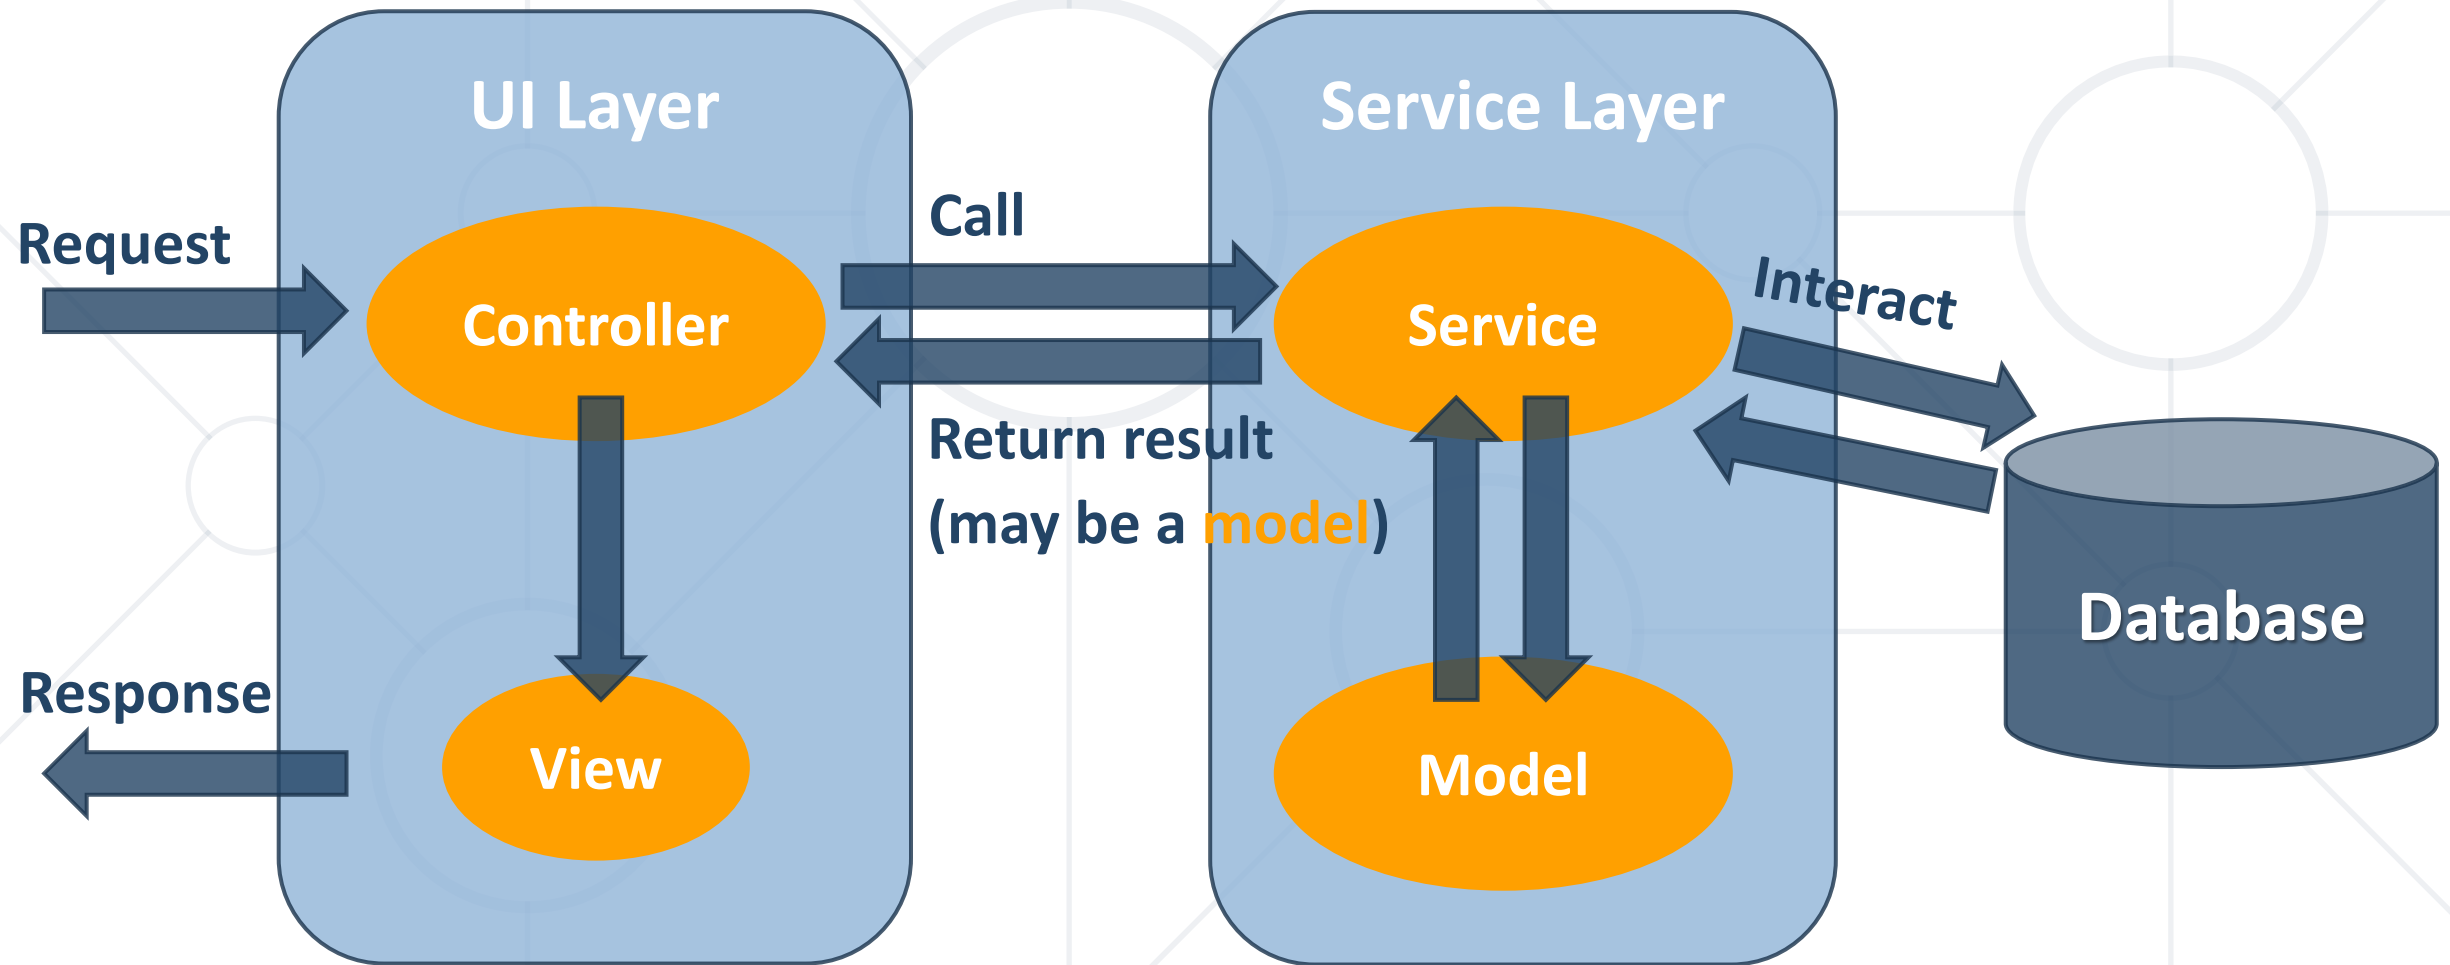 UI Layer
Service Layer
Request
Controller
Call
Service
Interact
Return result
(may be a model)
Database
Response
View
Model